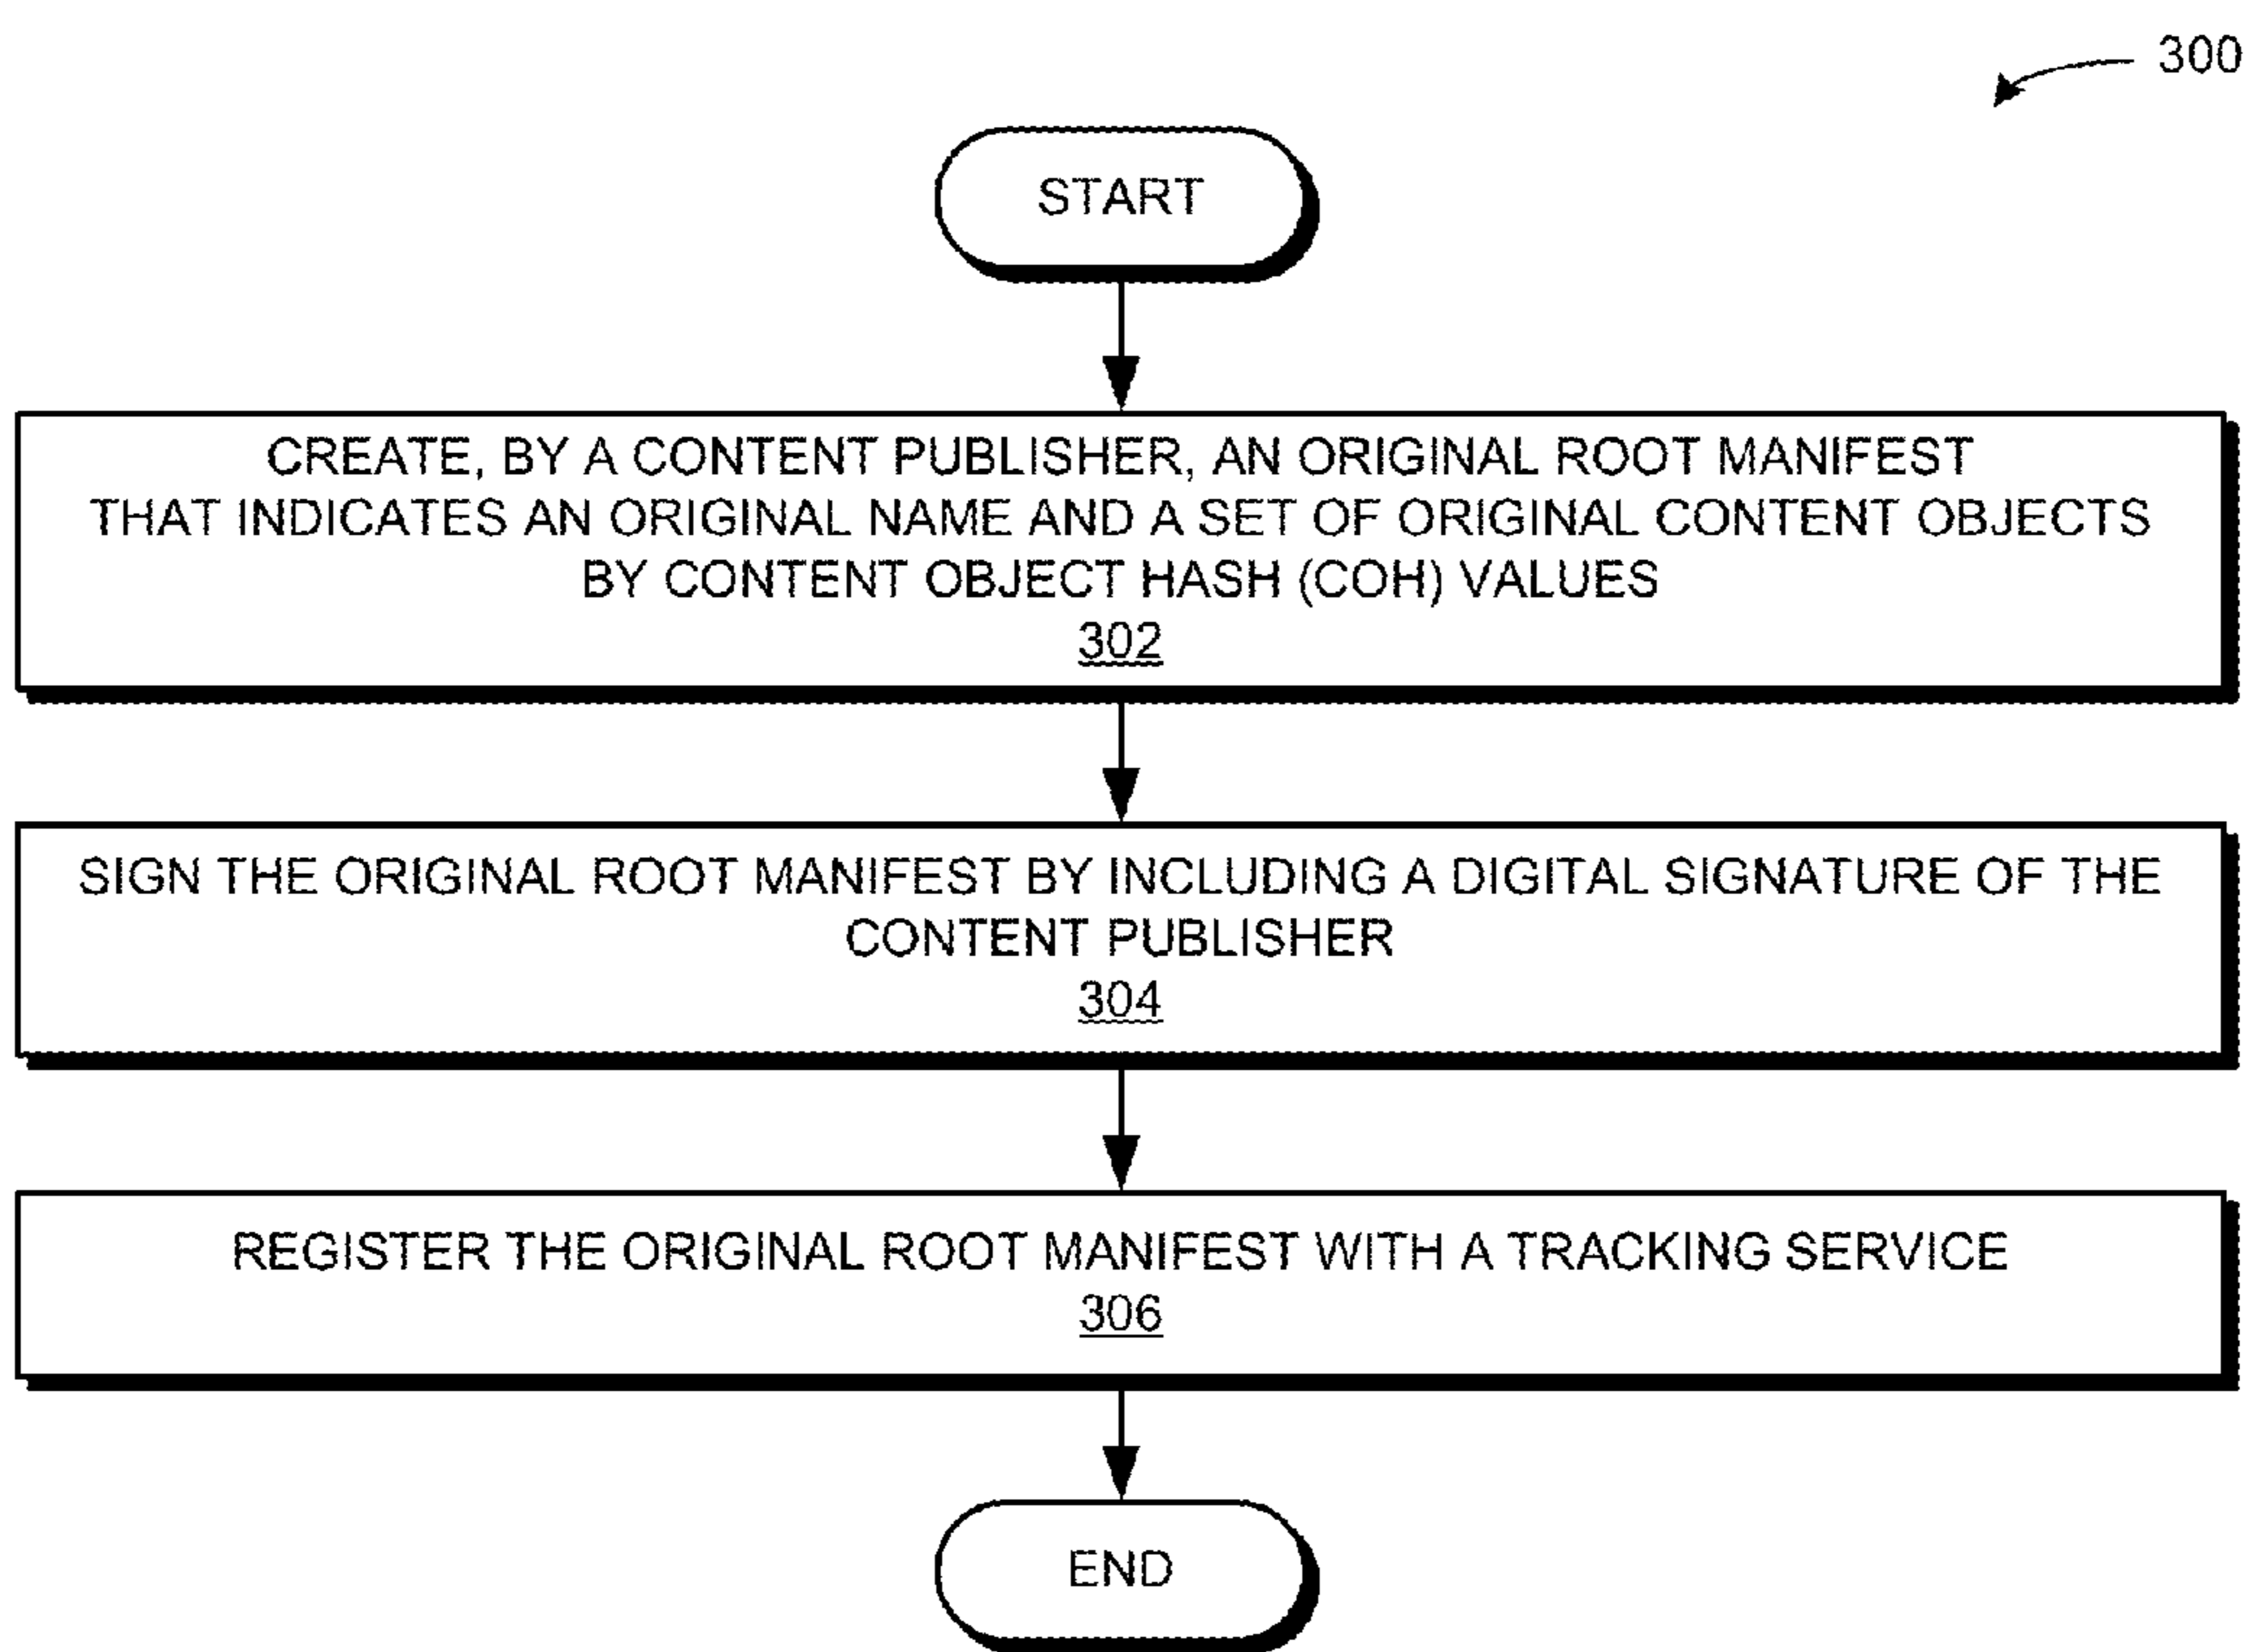 300
START
CREATE, BY A CONTENT PUBLISHER, AN ORIGINAL ROOT MANIFEST
THAT INDICATES AN ORIGINAL NAME AND A SET OF ORIGINAL CONTENT OBJECTS
BY CONTENT OBJECT HASH (COH) VALUES
302
SIGN THE ORIGINAL ROOT MANIFEST BY INCLUDING A DIGITAL SIGNATURE OF THE
CONTENT PUBLISHER
304
REGISTER THE ORIGINAL ROOT MANIFEST WITH A TRACKING SERVICE
306
END